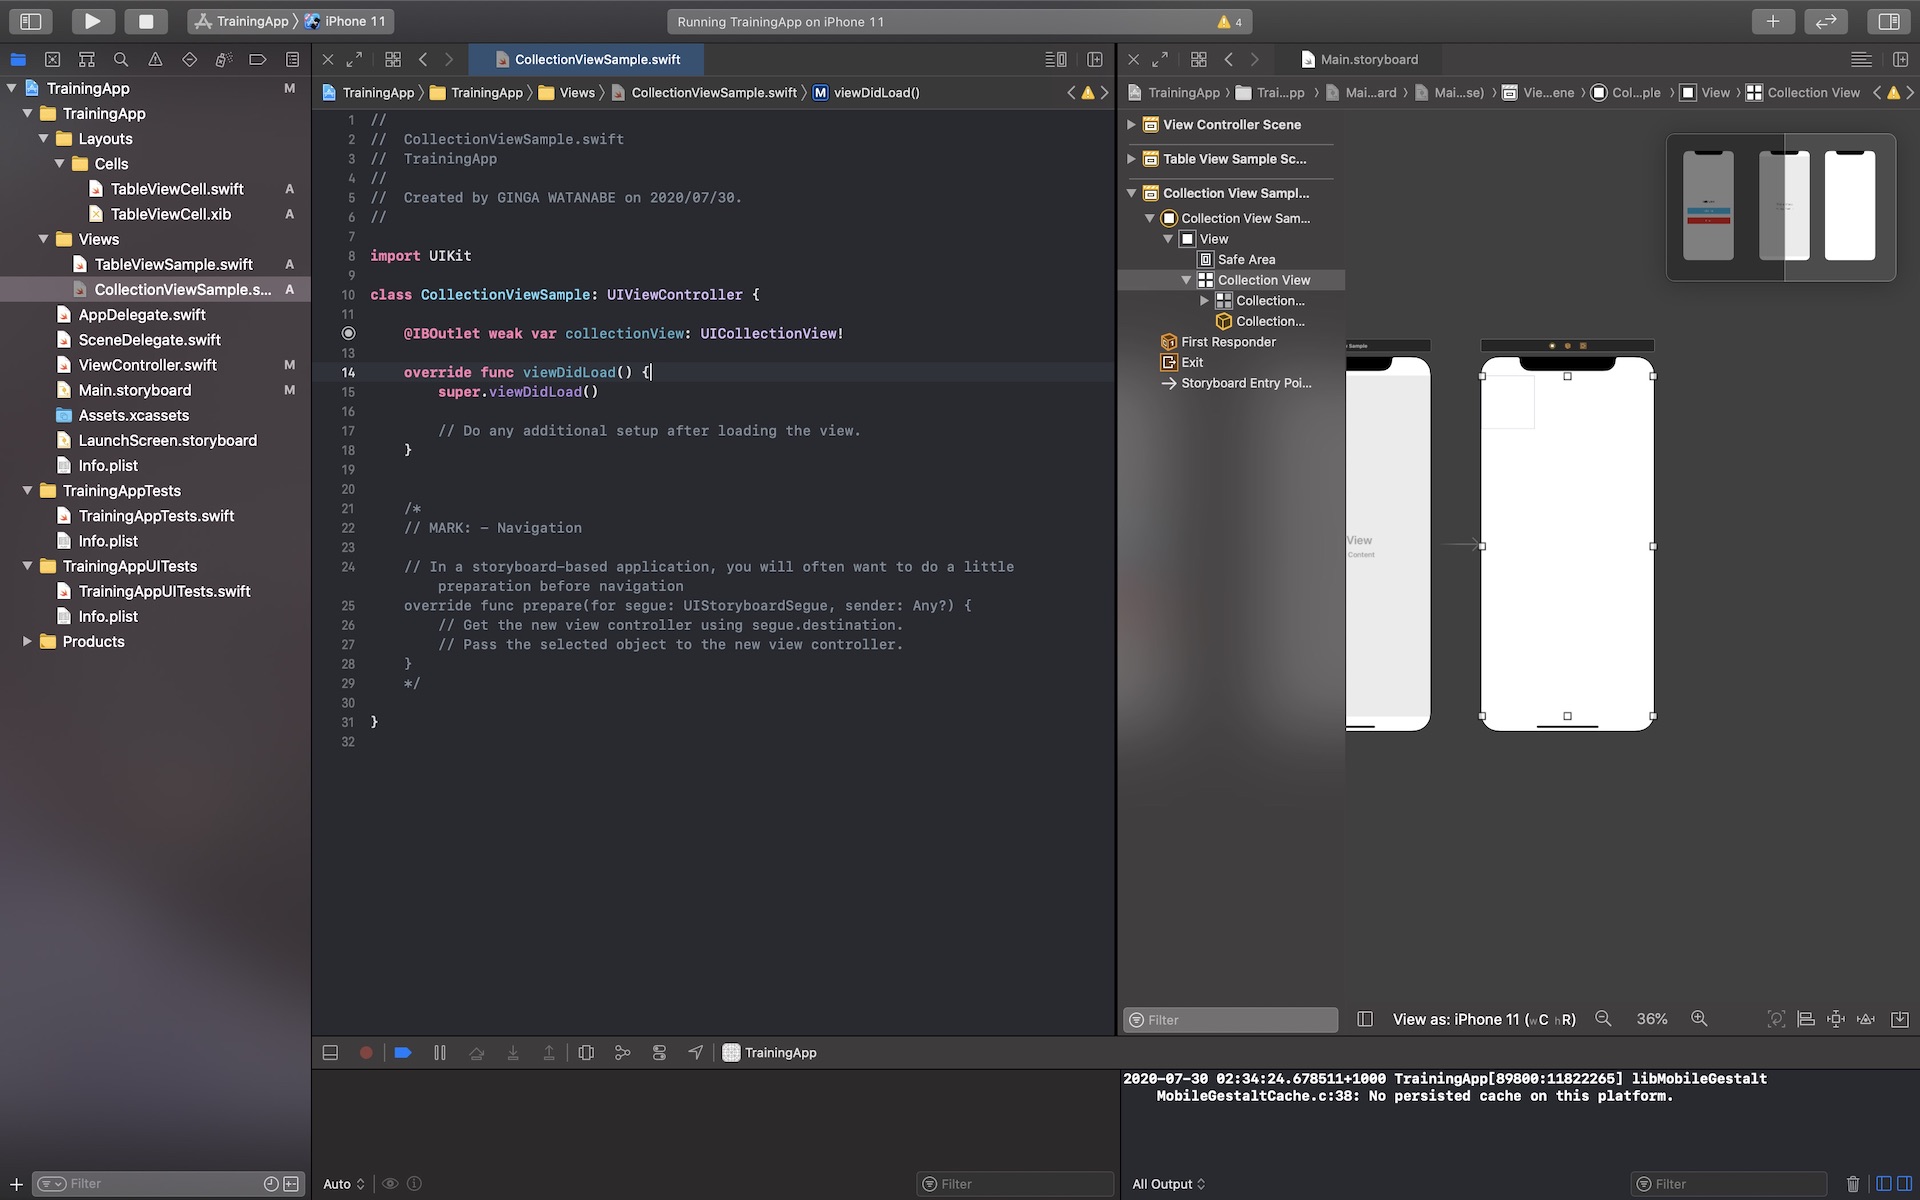 TrainingApp 〉 iPhone 11
Running TrainingApp on iPhone 11
4
CollectionViewSample.swift
Main.storyboard
TrainingApp 〉 TrainingApp 〉 Views 〉 CollectionViewSample.swift 〉 M viewDidLoad()
TrainingApp 〉 Trai...pp 〉 Mai...ard 〉 Mai...se) 〉 Vie...ene 〉 Col...ple 〉 View 〉 Collection View
TrainingApp M
TrainingApp
Layouts
Cells
TableViewCell.swift A
TableViewCell.xib A
Views
TableViewSample.swift A
CollectionViewSample.s... A
AppDelegate.swift
SceneDelegate.swift
ViewController.swift M
Main.storyboard M
Assets.xcassets
LaunchScreen.storyboard
Info.plist
TrainingAppTests
TrainingAppTests.swift
Info.plist
TrainingAppUITests
TrainingAppUITests.swift
Info.plist
Products
Filter
1 //
2 // CollectionViewSample.swift
3 // TrainingApp
4 //
5 // Created by GINGA WATANABE on 2020/07/30.
6 //
7
8 import UIKit
9
10 class CollectionViewSample: UIViewController {
11
@IBOutlet weak var collectionView: UICollectionView!
13
14 override func viewDidLoad() {
15 super.viewDidLoad()
16
17 // Do any additional setup after loading the view.
18 }
19
20
21 /*
22 // MARK: - Navigation
23
24 // In a storyboard-based application, you will often want to do a little
preparation before navigation
25 override func prepare(for segue: UIStoryboardSegue, sender: Any?) {
26 // Get the new view controller using segue.destination.
27 // Pass the selected object to the new view controller.
28 }
29 */
30
31 }
32
View Controller Scene
Table View Sample Sc...
Collection View Sampl...
Collection View Sam...
View
Safe Area
Collection View
Collection...
Collection...
First Responder
Exit
Storyboard Entry Poi...
Sample
View
Content
Filter
View as: iPhone 11 (wC hR)
36%
TrainingApp
2020-07-30 02:34:24.678511+1000 TrainingApp[89800:11822265] libMobileGestalt
MobileGestaltCache.c:38: No persisted cache on this platform.
Auto
Filter
All Output
Filter